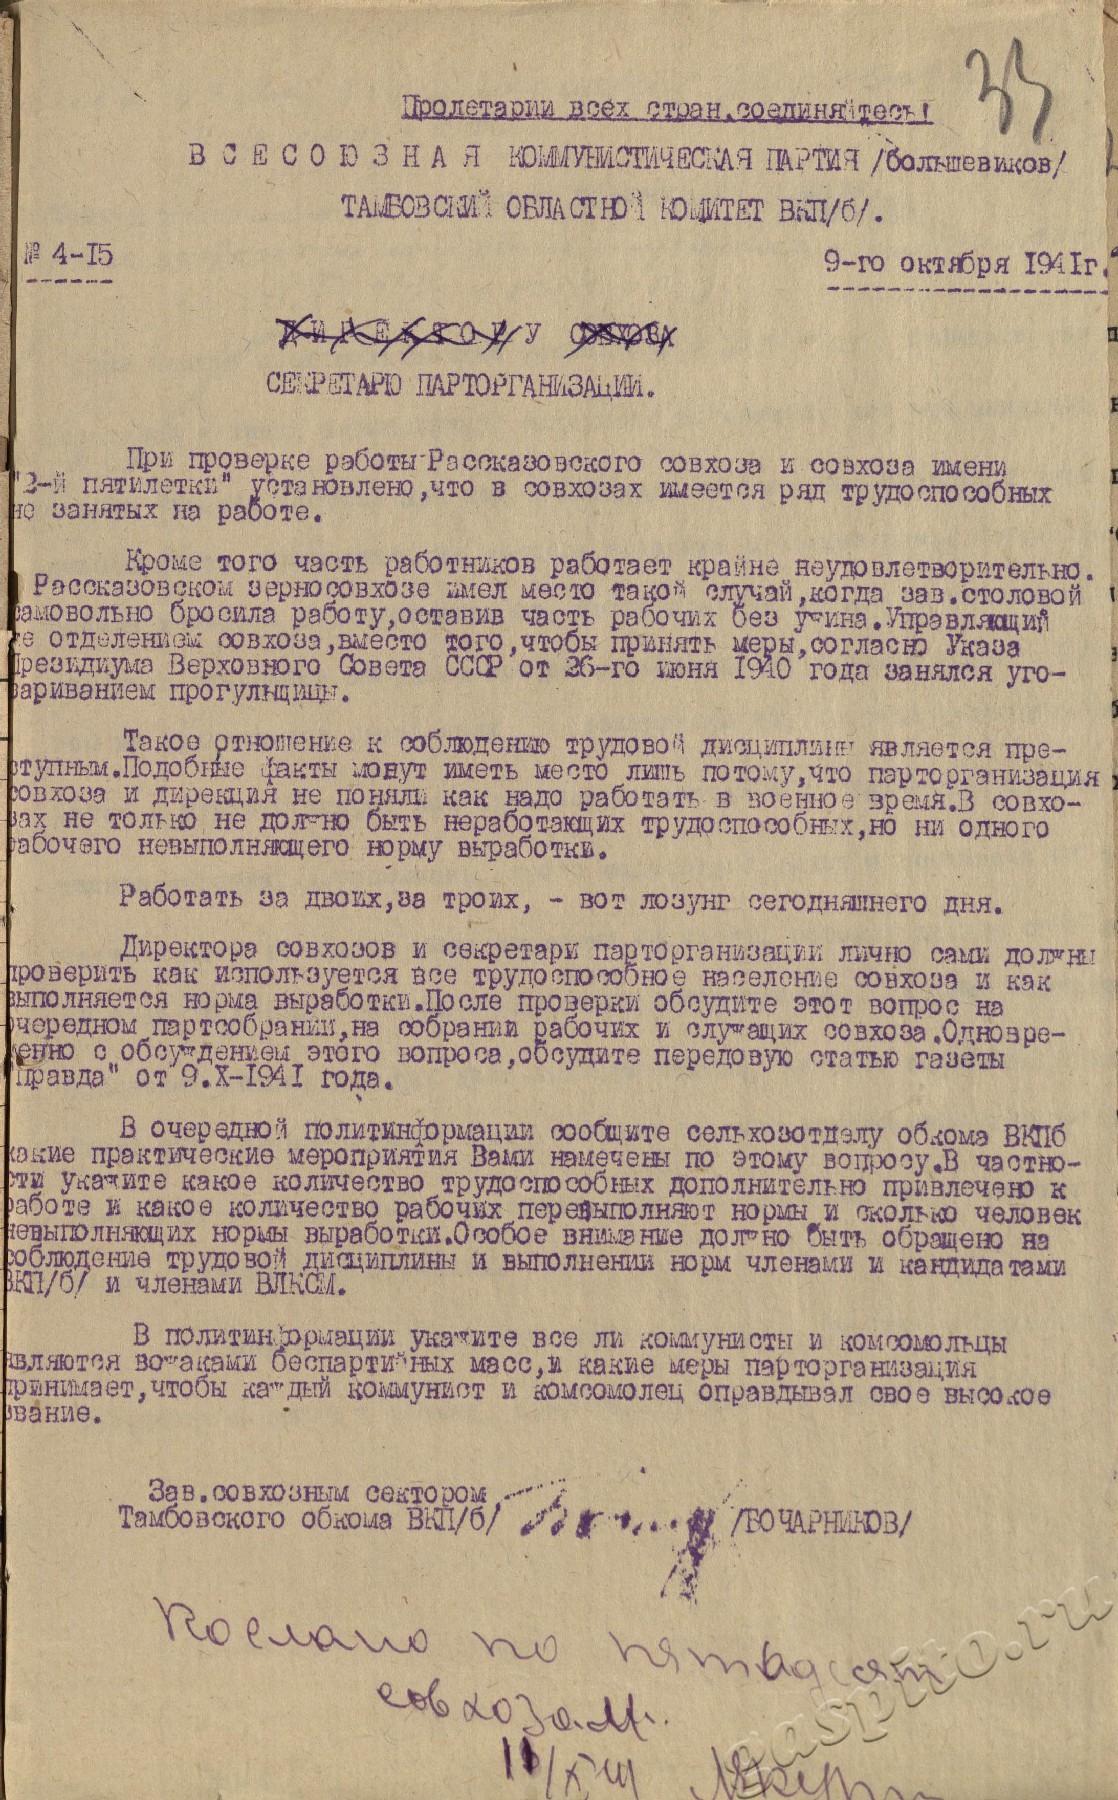 33
Пролетарии всех стран,соединяйтесь!
ВСЕСОЮЗНАЯ КОММУНИСТИЧЕСКАЯ ПАРТИЯ /большевиков/
ТАМБОВСКИЙ ОБЛАСТНОЙ КОМИТЕТ ВКП/б/.
№ 4-15
9-го октября 1941г.
ДИРЕКТОРУ СОВХОЗА
СЕКРЕТАРЮ ПАРТОРГАНИЗАЦИИ.
При проверке работы Рассказовского совхоза и совхоза имени
"2-й пятилетки" установлено,что в совхозах имеется ряд трудоспособных
не занятых на работе.
Кроме того часть работников работает крайне неудовлетворительно.
Рассказовском зерносовхозе имел место такой случай,когда зав.столовой
самовольно бросила работу,оставив часть рабочих без ужина.Управляющий
же отделением совхоза,вместо того,чтобы принять меры,согласно Указа
Президиума Верховного Совета СССР от 26-го июня 1940 года занялся уго-
вариванием прогульщицы.
Такое отношение к соблюдению трудовой дисциплины является пре-
ступным.Подобные факты могут иметь место лишь потому,что парторганизация
совхоза и дирекция не поняли как надо работать в военное время.В совхо-
зах не только не должно быть неработающих трудоспособных,но ни одного
рабочего невыполняющего норму выработки.
Работать за двоих,за троих, - вот лозунг сегодняшнего дня.
Директора совхозов и секретари парторганизации лично сами должны
проверить как используется все трудоспособное население совхоза и как
выполняется норма выработки.После проверки обсудите этот вопрос на
очередном партсобрании,на собрании рабочих и служащих совхоза.Одновре-
менно с обсуждением этого вопроса,обсудите передовую статью газеты
"Правда" от 9.X-1941 года.
В очередной политинформации сообщите сельхозотделу обкома ВКПб
какие практические мероприятия Вами намечены по этому вопросу.В частно-
сти укажите какое количество трудоспособных дополнительно привлечено к
работе и какое количество рабочих перевыполняют нормы и сколько человек
невыполняющих нормы выработки.Особое внимание должно быть обращено на
соблюдение трудовой дисциплины и выполнении норм членами и кандидатами
ВКП/б/ и членами ВЛКСМ.
В политинформации укажите все ли коммунисты и комсомольцы
являются вожаками беспартийных масс,и какие меры парторганизация
принимает,чтобы каждый коммунист и комсомолец оправдывал свое высокое
звание.
Зав.совхозным сектором
Тамбовского обкома ВКП/б/ /БОЧАРНИКОВ/
Послано по пятидесяти
совхозам.
11/X-41
gaspito.ru